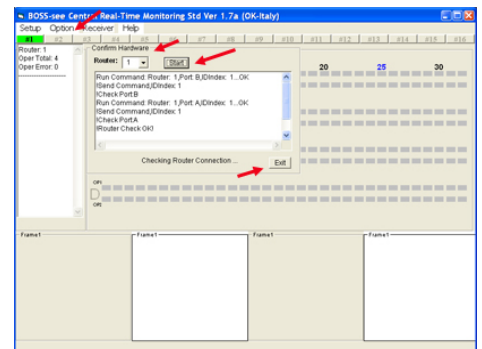 BOSS-see Central Real-Time Monitoring Std Ver 1.7a (OK-Italy)
Setup Option Receiver Help
#1 #2 #3 #4 #5 #6 #7 #8 #9 #10 #11 #12 #13 #14 #15 #16
Router: 1
Oper Total: 4
Oper Error: 0
Confirm Hardware
Router: 1 Start
Run Command: Router: 1,Port B,IDIndex: 1...OK
!Send Command,IDIndex: 1
!Check Port B
Run Command: Router: 1,Port A,IDIndex: 1...OK
!Send Command,IDIndex: 1
!Check Port A
!Router Check OK!
Checking Router Connection ...
Exit
20 25 30
OP1
Frame1 Frame1 Frame1 Frame1